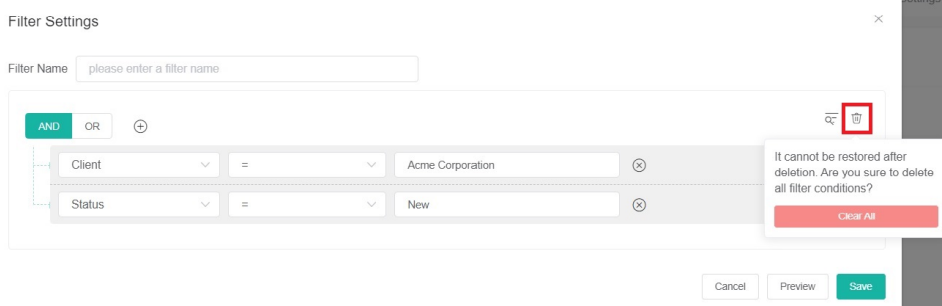 Filter Settings
Filter Name please enter a filter name
AND OR
Client = Acme Corporation
Status = New
It cannot be restored after
deletion. Are you sure to delete
all filter conditions?
Clear All
Cancel Preview Save